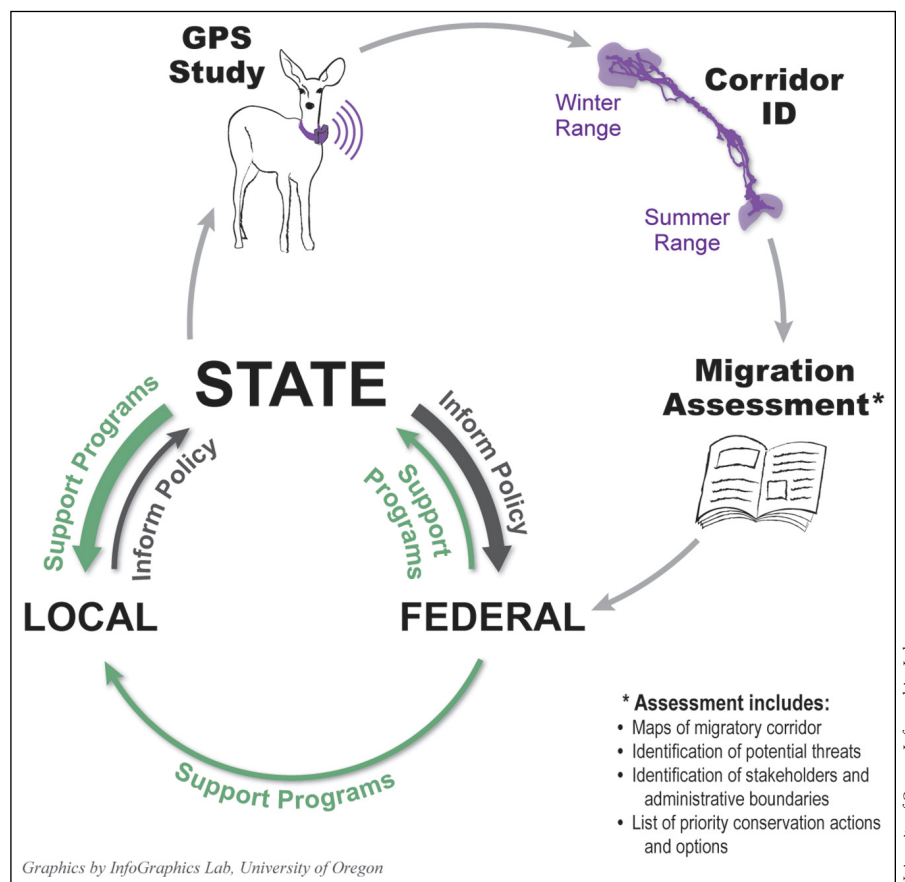 GPS
Study
Corridor
ID
Winter
Range
Summer
Range
STATE
Migration
Assessment*
Support Programs
Inform Policy
Inform Policy
Support
Programs
LOCAL
FEDERAL
Support Programs
* Assessment includes:
• Maps of migratory corridor
• Identification of potential threats
• Identification of stakeholders and
administrative boundaries
• List of priority conservation actions
and options
Graphics by InfoGraphics Lab, University of Oregon